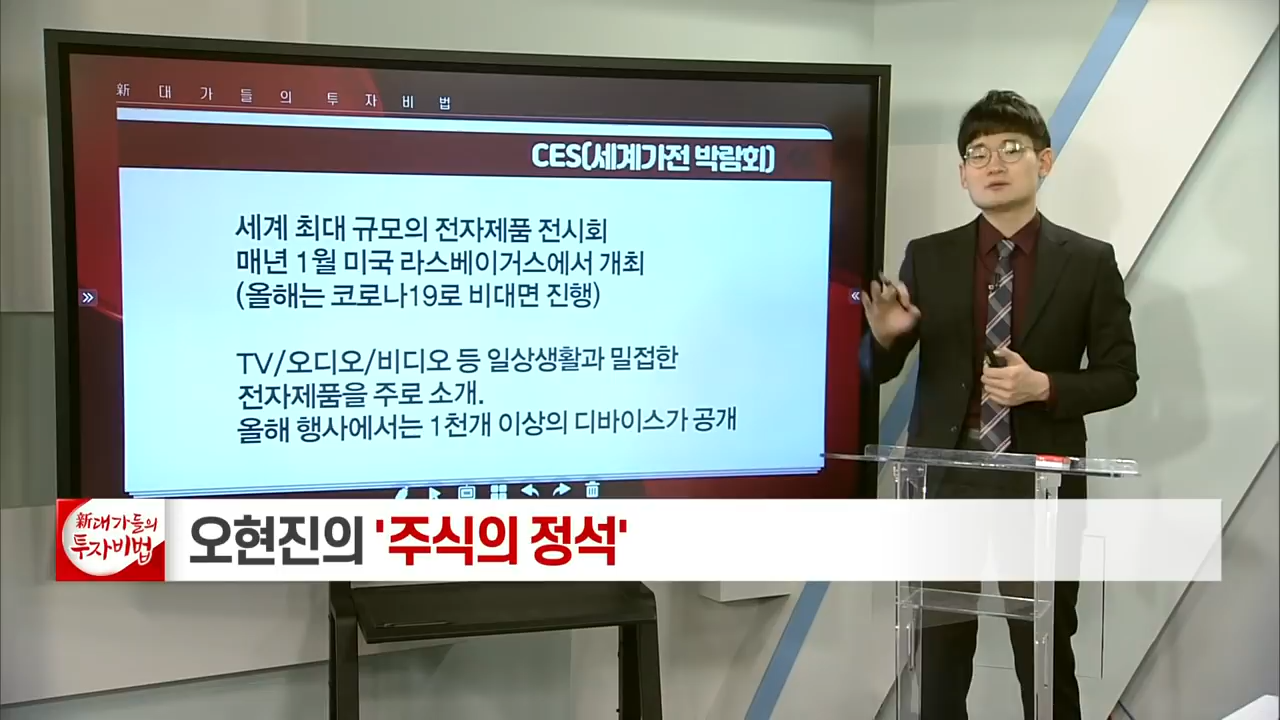 新 대 가 들 의 투 자 비 법
CES(세계가전 박람회)
세계 최대 규모의 전자제품 전시회
매년 1월 미국 라스베이거스에서 개최
(올해는 코로나19로 비대면 진행)
TV/오디오/비디오 등 일상생활과 밀접한
전자제품을 주로 소개.
올해 행사에서는 1천개 이상의 디바이스가 공개
新대가들의
투자비법
오현진의 '주식의 정석'